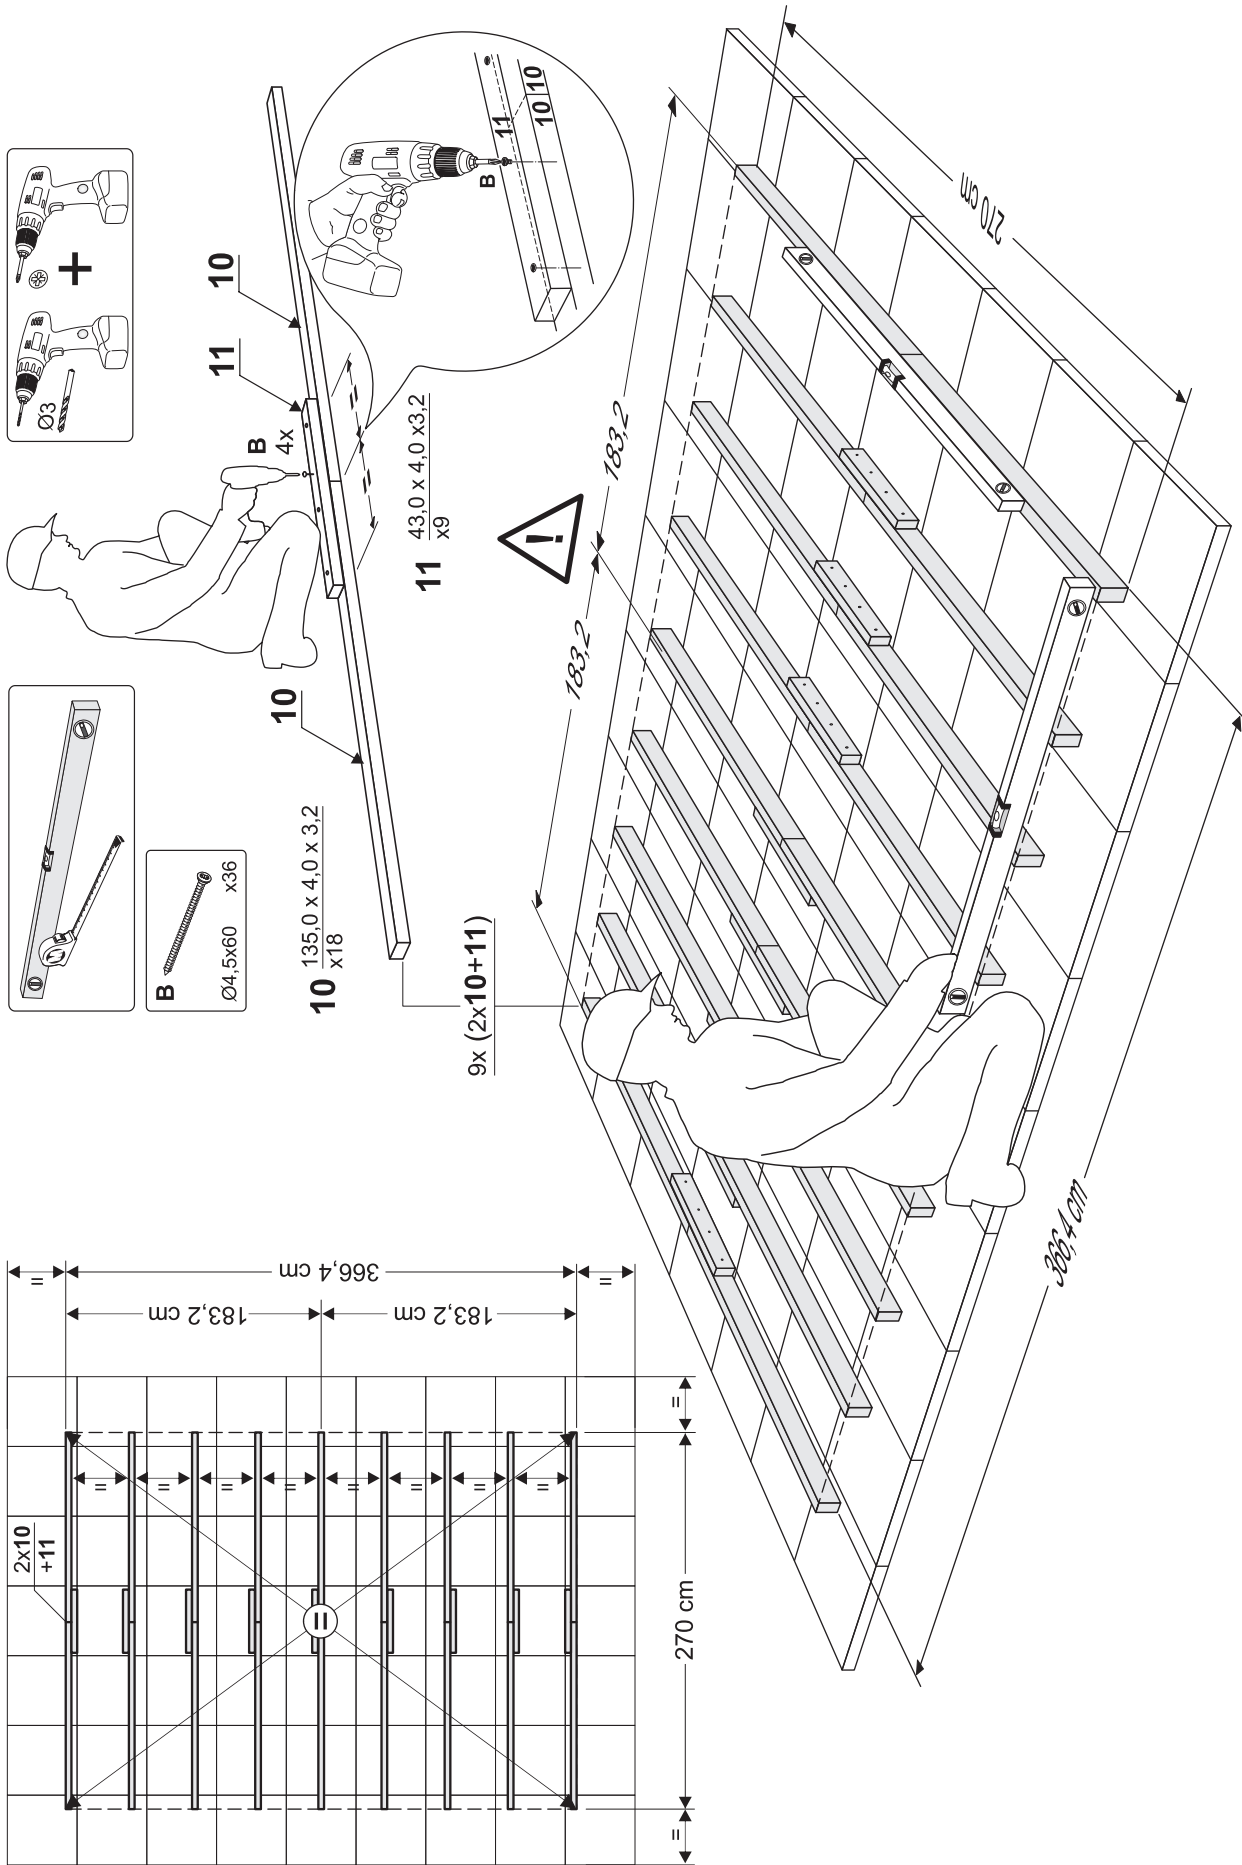 Ø3
+
B
Ø4,5x60 x36
10
11
B
4x
10
10 135,0 x 4,0 x 3,2
x18
11 43,0 x 4,0 x3,2
x9
=
=
B
11
10
10
9x (2x10+11)
!
183,2
183,2
270 cm
366,4 cm
2x10
+11
=
=
=
=
=
=
=
=
=
183,2 cm
183,2 cm
366,4 cm
=
=
=
270 cm
=